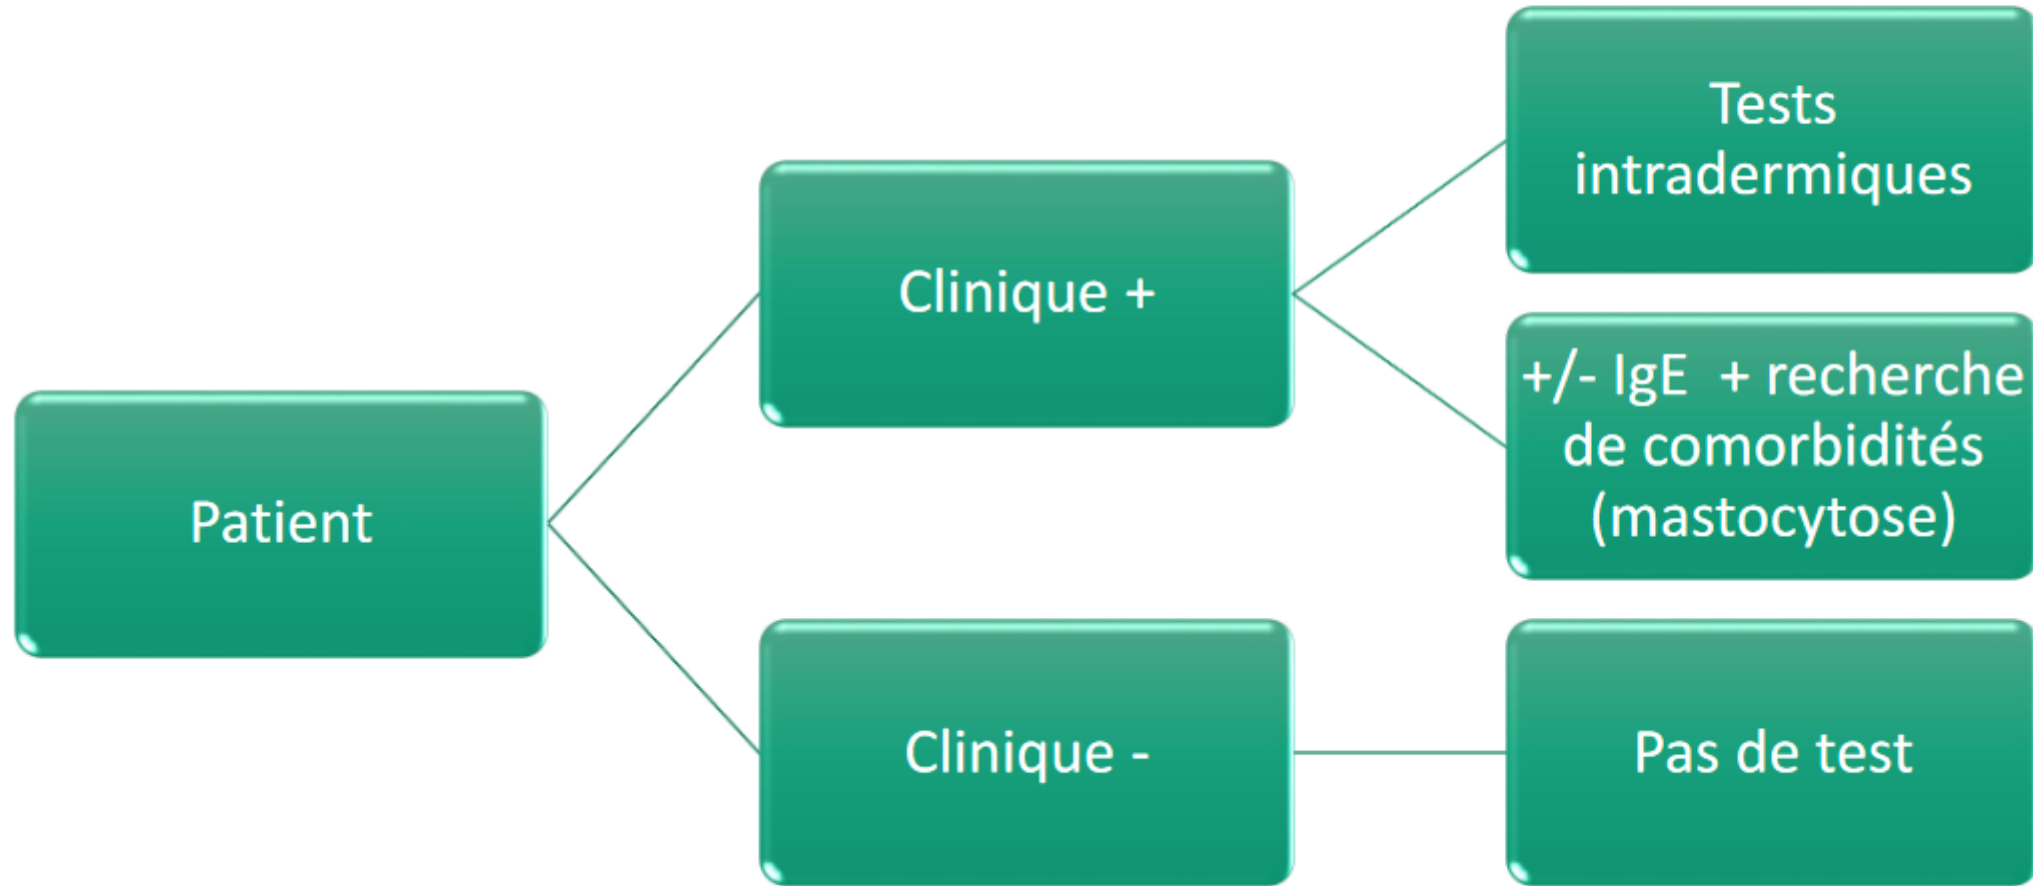 Patient
Clinique +
Tests
intradermiques
+/- IgE  + recherche
de comorbidités
(mastocytose)
Clinique -
Pas de test